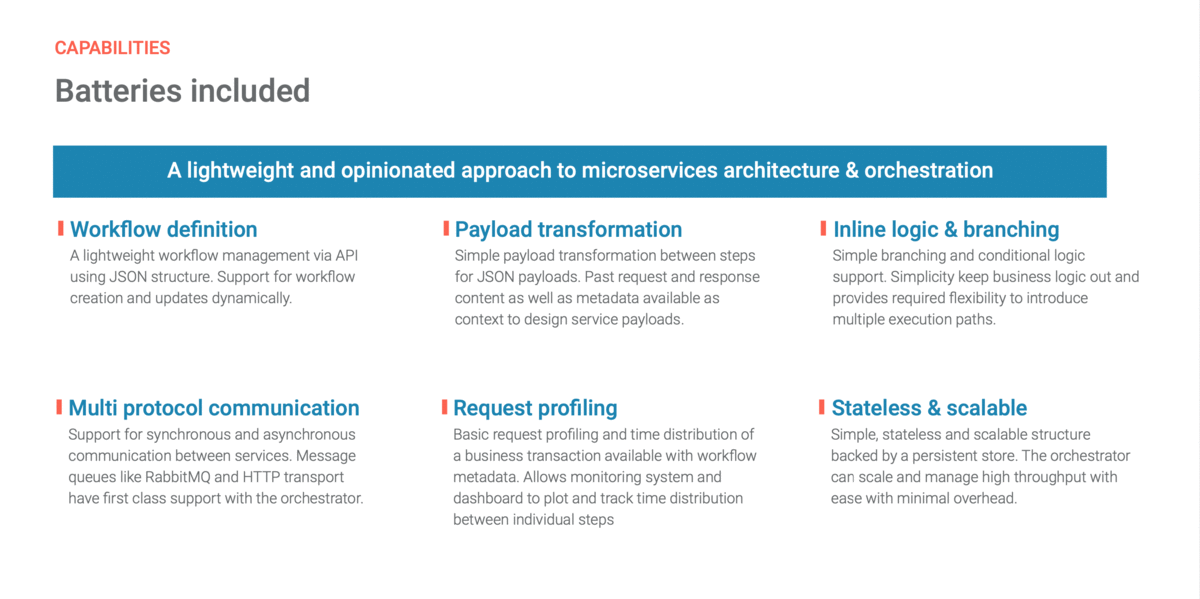 CAPABILITIES
Batteries included
A lightweight and opinionated approach to microservices architecture & orchestration
Workflow definition
A lightweight workflow management via API
using JSON structure. Support for workflow
creation and updates dynamically.
Payload transformation
Simple payload transformation between steps
for JSON payloads. Past request and response
content as well as metadata available as
context to design service payloads.
Inline logic & branching
Simple branching and conditional logic
support. Simplicity keep business logic out and
provides required flexibility to introduce
multiple execution paths.
Multi protocol communication
Support for synchronous and asynchronous
communication between services. Message
queues like RabbitMQ and HTTP transport
have first class support with the orchestrator.
Request profiling
Basic request profiling and time distribution of
a business transaction available with workflow
metadata. Allows monitoring system and
dashboard to plot and track time distribution
between individual steps
Stateless & scalable
Simple, stateless and scalable structure
backed by a persistent store. The orchestrator
can scale and manage high throughput with
ease with minimal overhead.